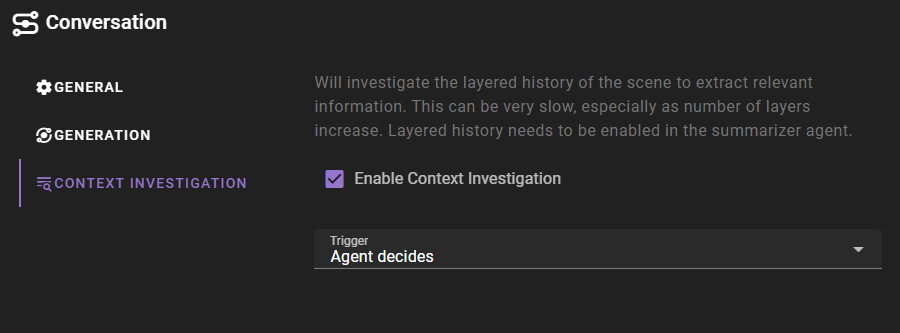 Conversation
GENERAL
GENERATION
CONTEXT INVESTIGATION
Will investigate the layered history of the scene to extract relevant
information. This can be very slow, especially as number of layers
increase. Layered history needs to be enabled in the summarizer agent.
Enable Context Investigation
Trigger
Agent decides